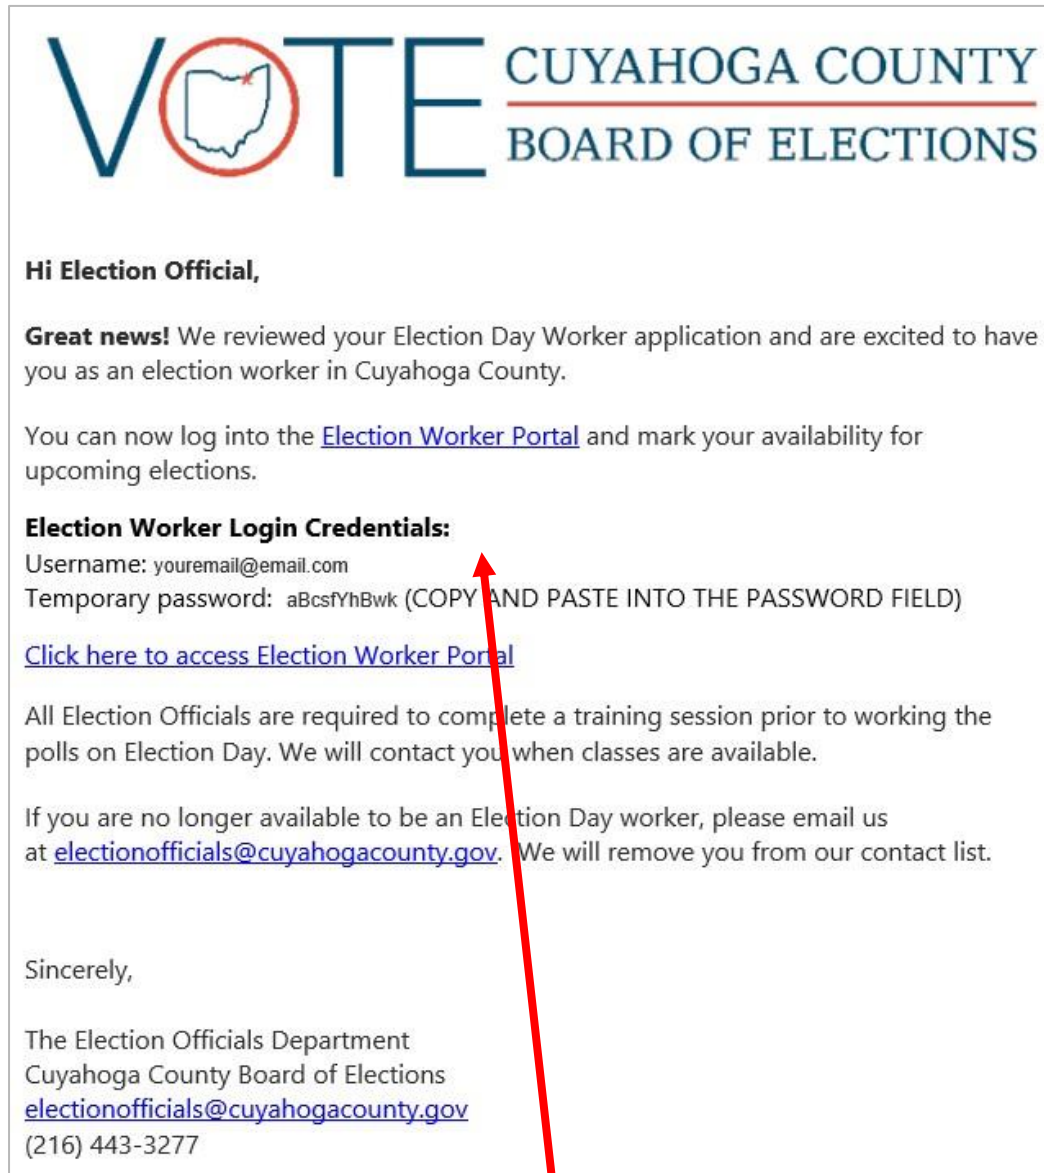 VOTE CUYAHOGA COUNTY
BOARD OF ELECTIONS
Hi Election Official,
Great news! We reviewed your Election Day Worker application and are excited to have
you as an election worker in Cuyahoga County.
You can now log into the Election Worker Portal and mark your availability for
upcoming elections.
Election Worker Login Credentials:
Username: youremail@email.com
Temporary password: aBcsfYhBwk (COPY AND PASTE INTO THE PASSWORD FIELD)
Click here to access Election Worker Portal
All Election Officials are required to complete a training session prior to working the
polls on Election Day. We will contact you when classes are available.
If you are no longer available to be an Election Day worker, please email us
at electionofficials@cuyahogacounty.gov. We will remove you from our contact list.
Sincerely,
The Election Officials Department
Cuyahoga County Board of Elections
electionofficials@cuyahogacounty.gov
(216) 443-3277